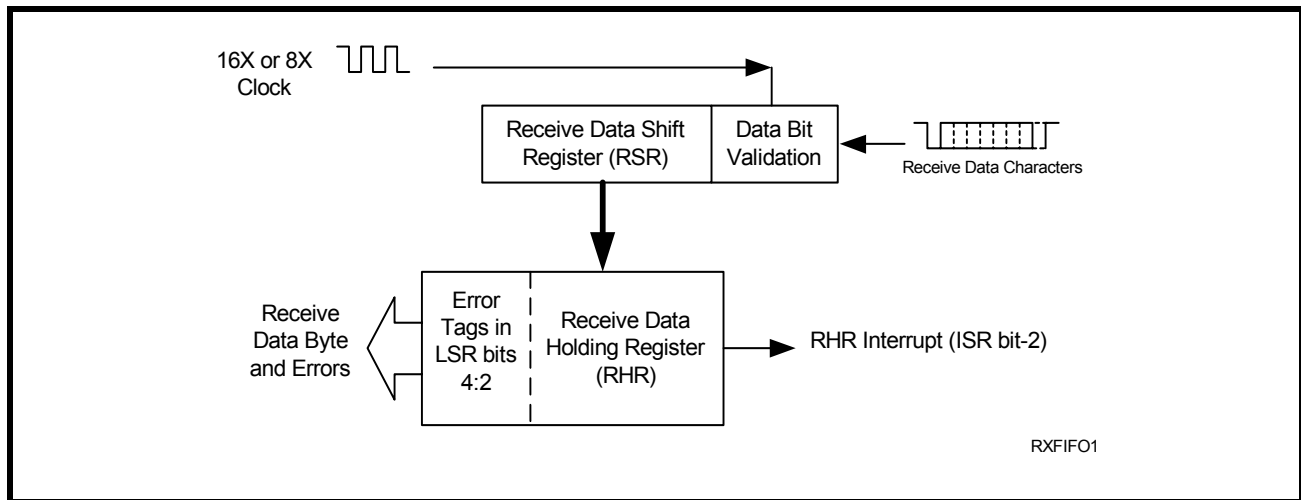 16X or 8X
Clock
Receive Data Shift
Register (RSR)
Data Bit
Validation
Receive Data Characters
Receive
Data Byte
and Errors
Error
Tags in
LSR bits
4:2
Receive Data
Holding Register
(RHR)
RHR Interrupt (ISR bit-2)
RXFIFO1